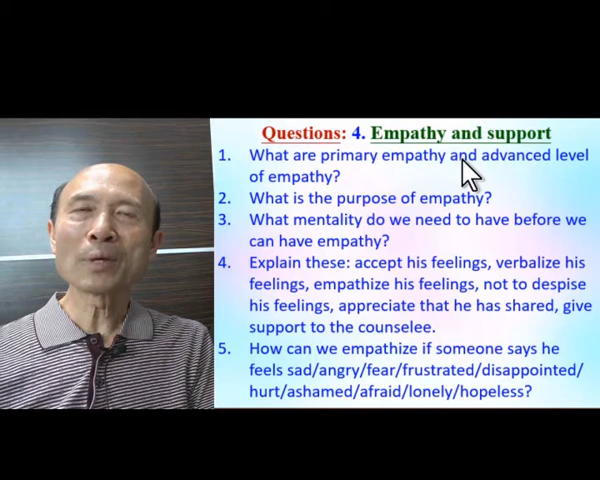 Questions: 4. Empathy and support
1. What are primary empathy and advanced level
of empathy?
2. What is the purpose of empathy?
3. What mentality do we need to have before we
can have empathy?
4. Explain these: accept his feelings, verbalize his
feelings, empathize his feelings, not to despise
his feelings, appreciate that he has shared, give
support to the counselee.
5. How can we empathize if someone says he
feels sad/angry/fear/frustrated/disappointed/
hurt/ashamed/afraid/lonely/hopeless?